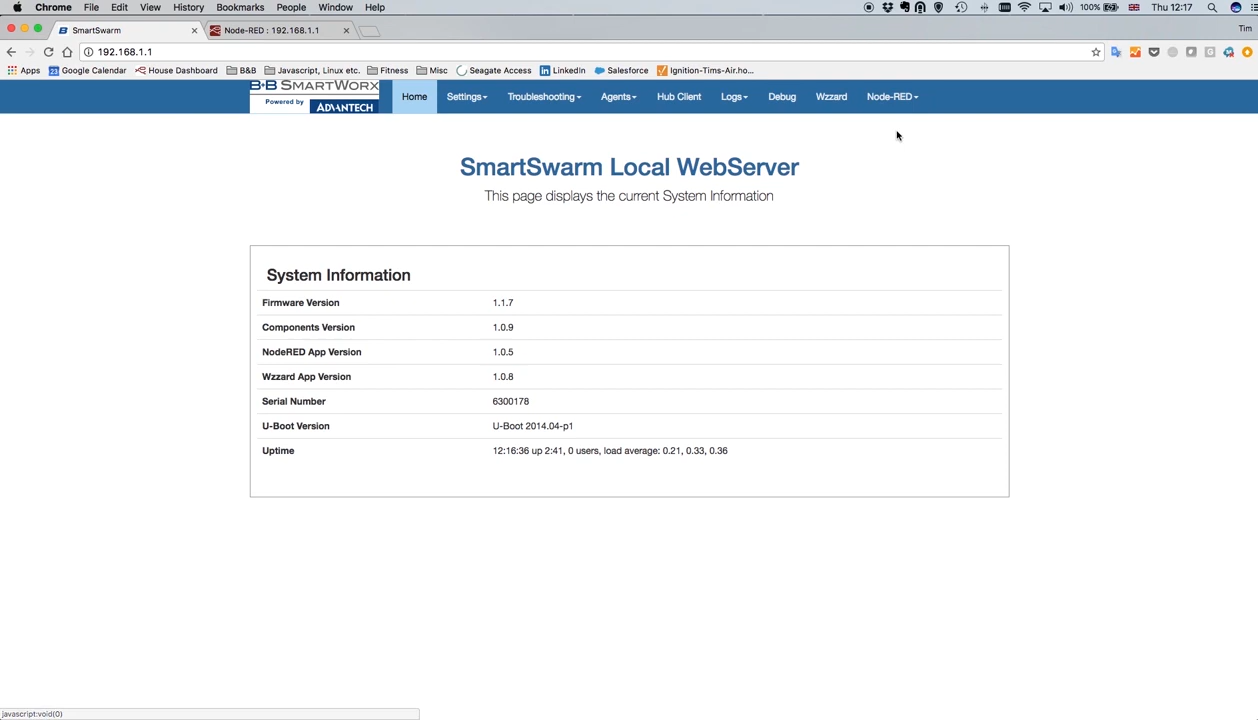 Chrome File Edit View History Bookmarks People Window Help 100% Thu 12:17
SmartSwarm Node-RED : 192.168.1.1 Tim
192.168.1.1
Apps Google Calendar House Dashboard B&B Javascript, Linux etc. Fitness Misc Seagate Access LinkedIn Salesforce Ignition-Tims-Air.ho...
B+B SMARTWORX
Powered by ADVANTECH
Home Settings Troubleshooting Agents Hub Client Logs Debug Wzzard Node-RED
SmartSwarm Local WebServer
This page displays the current System Information
System Information
Firmware Version 1.1.7
Components Version 1.0.9
NodeRED App Version 1.0.5
Wzzard App Version 1.0.8
Serial Number 6300178
U-Boot Version U-Boot 2014.04-p1
Uptime 12:16:36 up 2:41, 0 users, load average: 0.21, 0.33, 0.36
javascript:void(0)